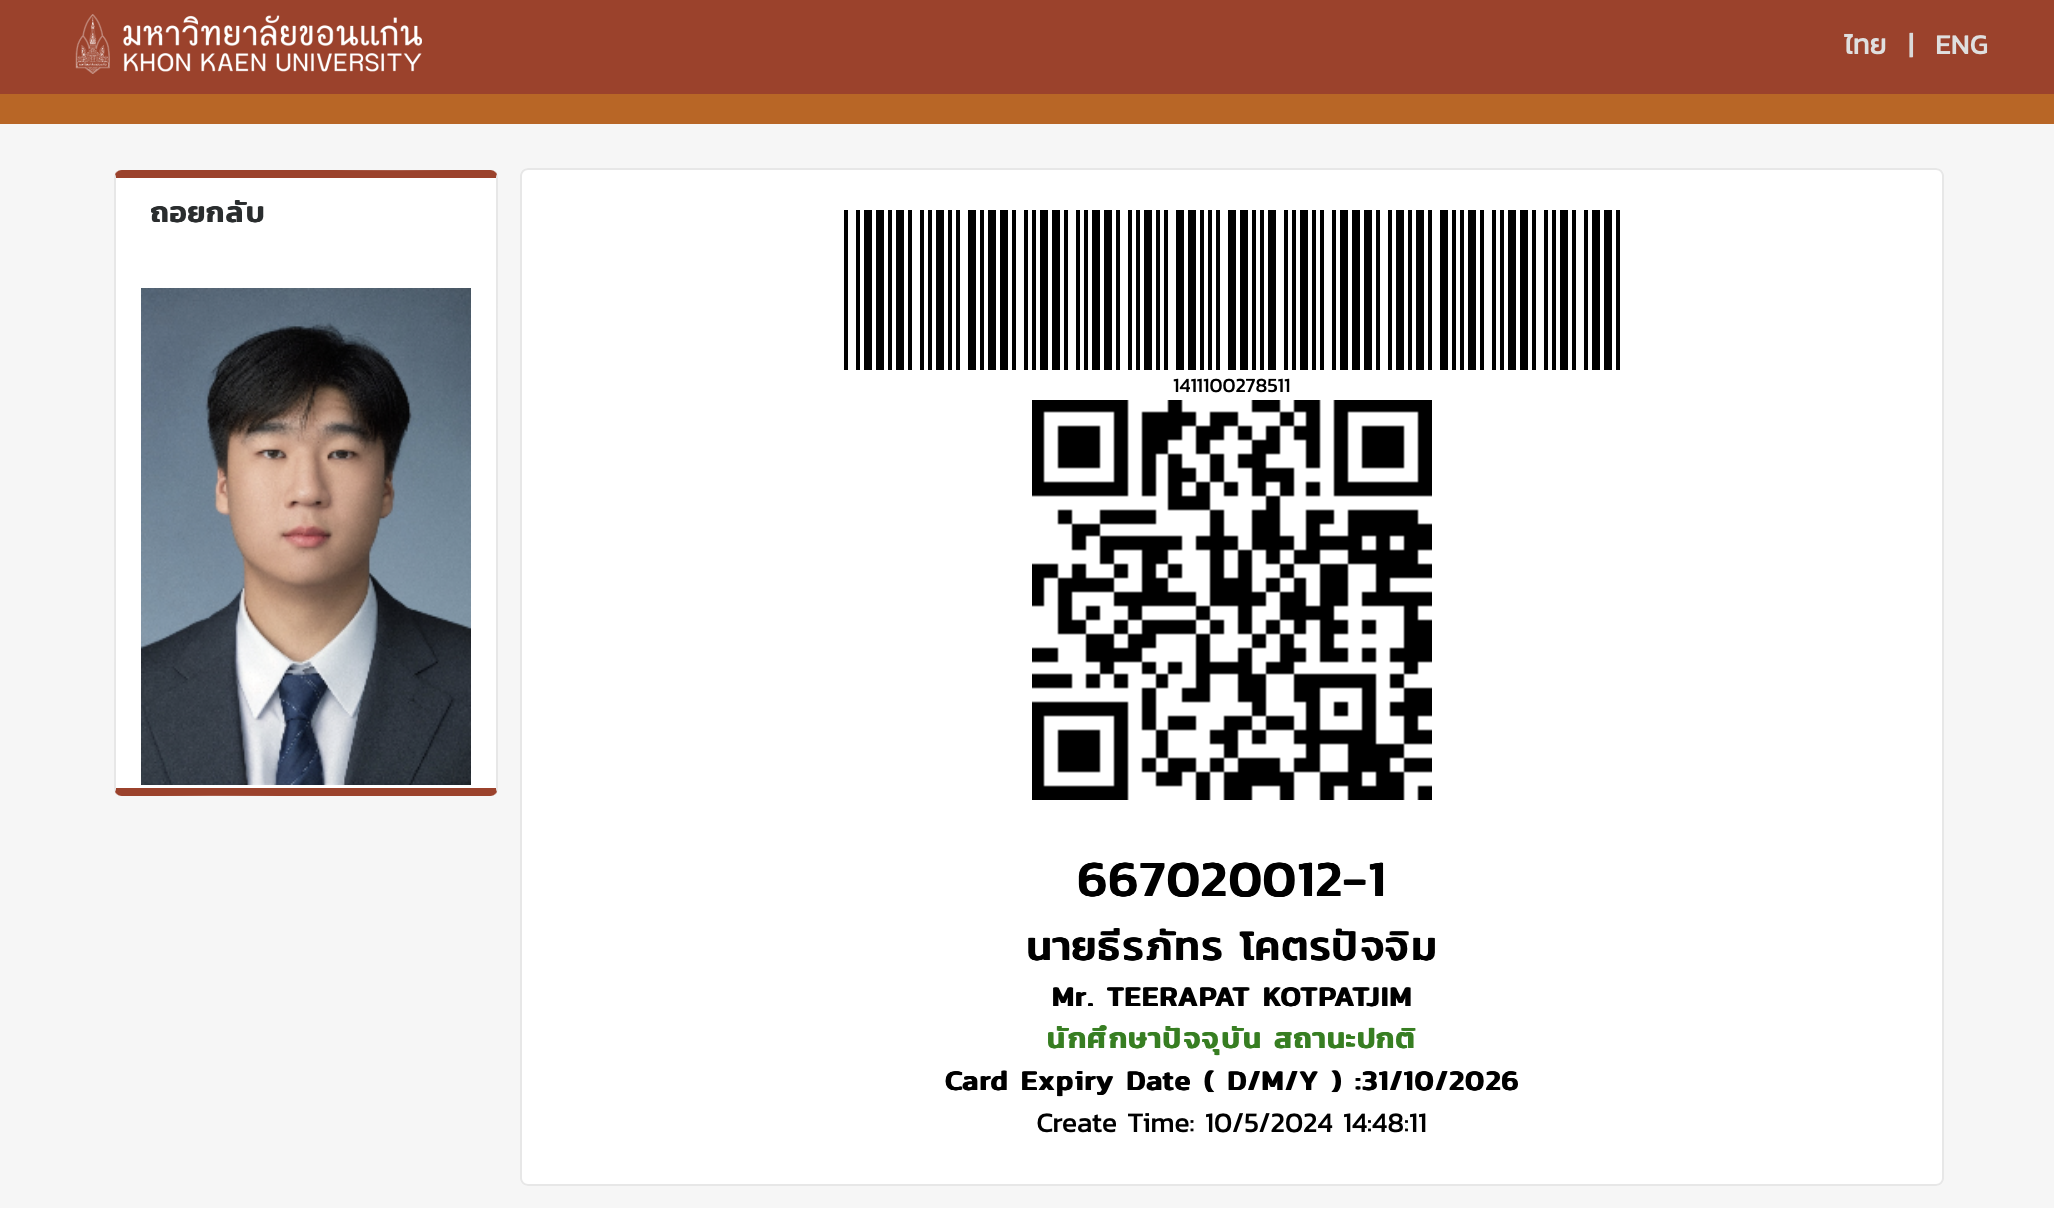 มหาวิทยาลัยขอนแก่น
KHON KAEN UNIVERSITY
ไทย | ENG
ถอยกลับ
1411100278511
667020012-1
นายธีรภัทร โคตรปัจจิม
Mr. TEERAPAT KOTPATJIM
นักศึกษาปัจจุบัน สถานะปกติ
Card Expiry Date ( D/M/Y ) :31/10/2026
Create Time: 10/5/2024 14:48:11